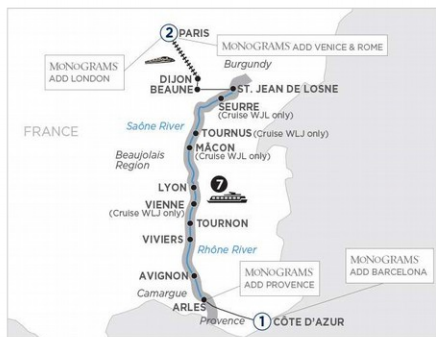 2 PARIS
MONOGRAMS
ADD VENICE & ROME
MONOGRAMS
ADD LONDON
Burgundy
DIJON
BEAUNE
ST. JEAN DE LOSNE
SEURRE
(Cruise WJL only)
FRANCE
Saône River
TOURNUS (Cruise WLJ only)
MÂCON
(Cruise WJL only)
Beaujolais
Region
LYON
7
VIENNE
(Cruise WLJ only)
TOURNON
VIVIERS
Rhône River
MONOGRAMS
ADD BARCELONA
AVIGNON
MONOGRAMS
ADD PROVENCE
Camargue
ARLES
Provence
1 CÔTE D'AZUR